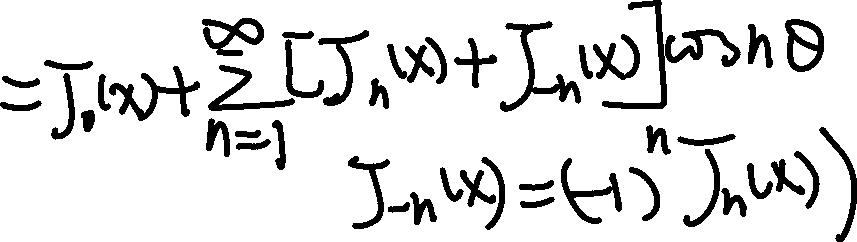 = J₀(x) + ∑_{n=1}^{∞} [J_n(x) + J_{-n}(x)] cos nθ
J_{-n}(x) = (-1)^n J_n(x))